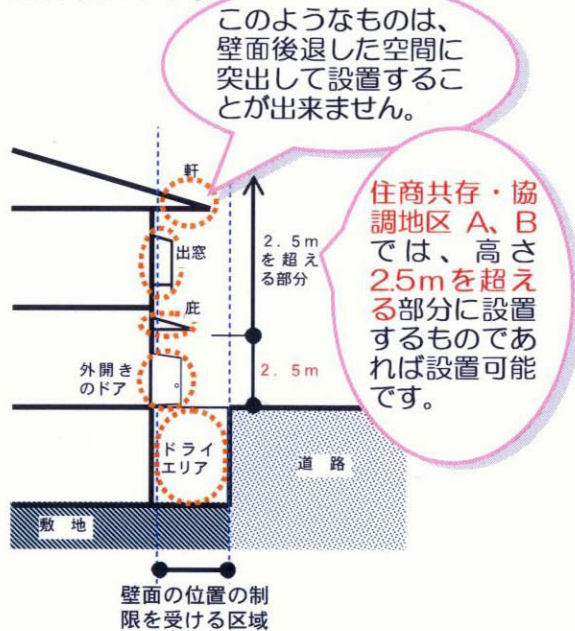 このようなものは、
壁面後退した空間に
突出して設置するこ
とが出来ません。
軒
住商共存・協
調地区 A、B
では、高さ
2.5mを超え
る部分に設置
するものであ
れば設置可能
です。
2.5m
を超え
る部分
出窓
庇
外開き
のドア
2.5m
ドライ
エリア
道路
敷地
壁面の位置の制
限を受ける区域